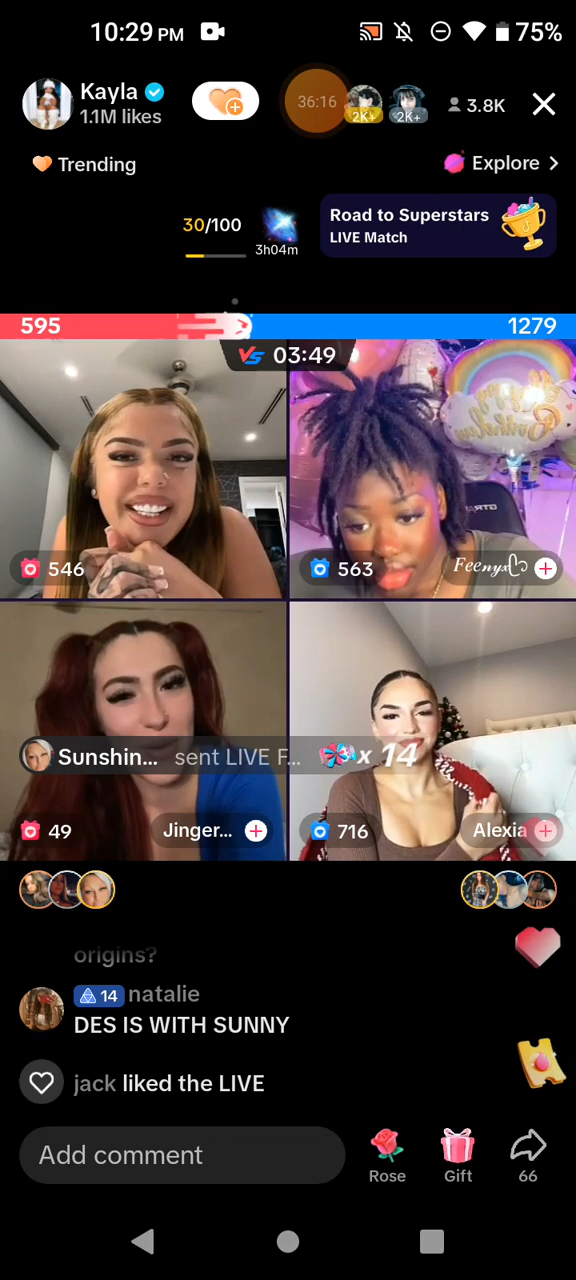 10:29 PM
75%
Kayla
1.1M likes
36:16
2K+
2K+
3.8K
Trending
Explore
30/100
3h04m
Road to Superstars
LIVE Match
595
1279
VS 03:49
546
563
Feenyx
Sunshin... sent LIVE F... x 14
49
Jinger...
716
Alexia
origins?
14 natalie
DES IS WITH SUNNY
jack liked the LIVE
Add comment
Rose
Gift
66